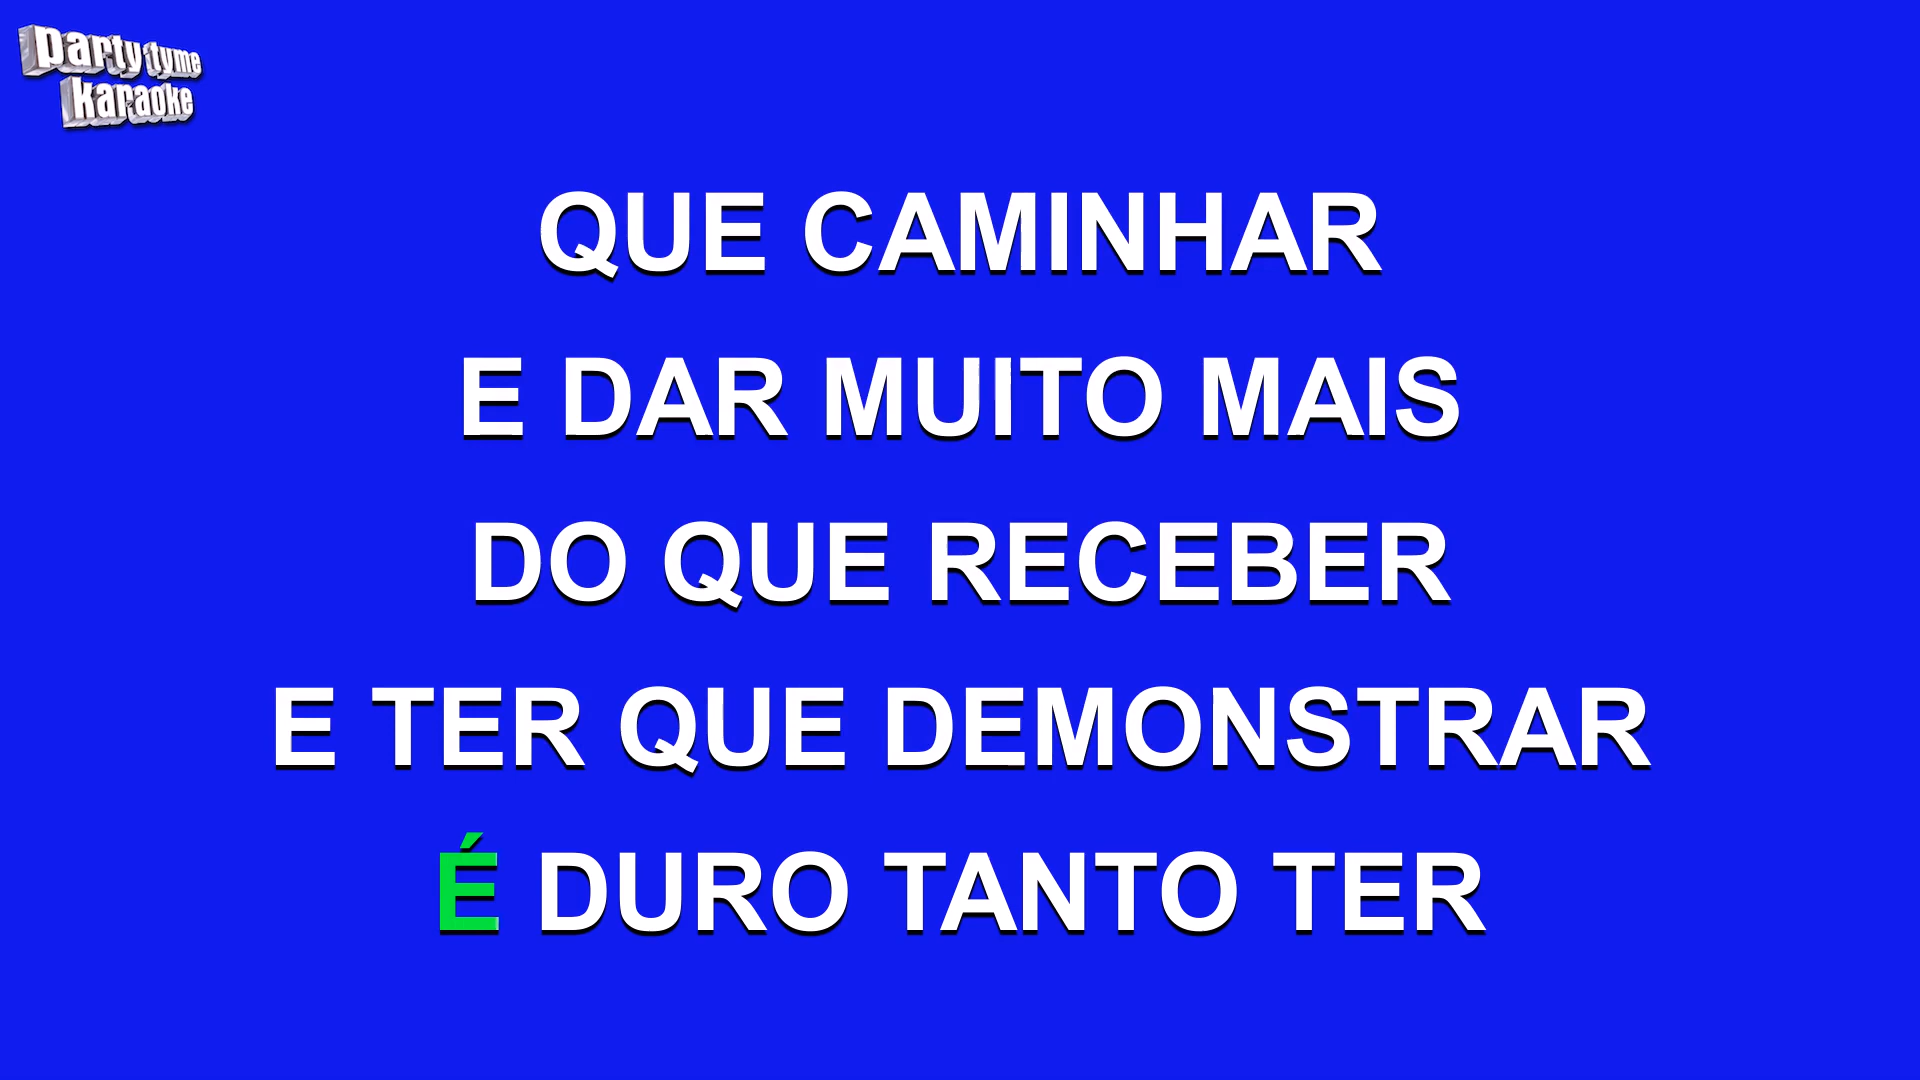 party tyme
karaoke
QUE CAMINHAR
E DAR MUITO MAIS
DO QUE RECEBER
E TER QUE DEMONSTRAR
É DURO TANTO TER